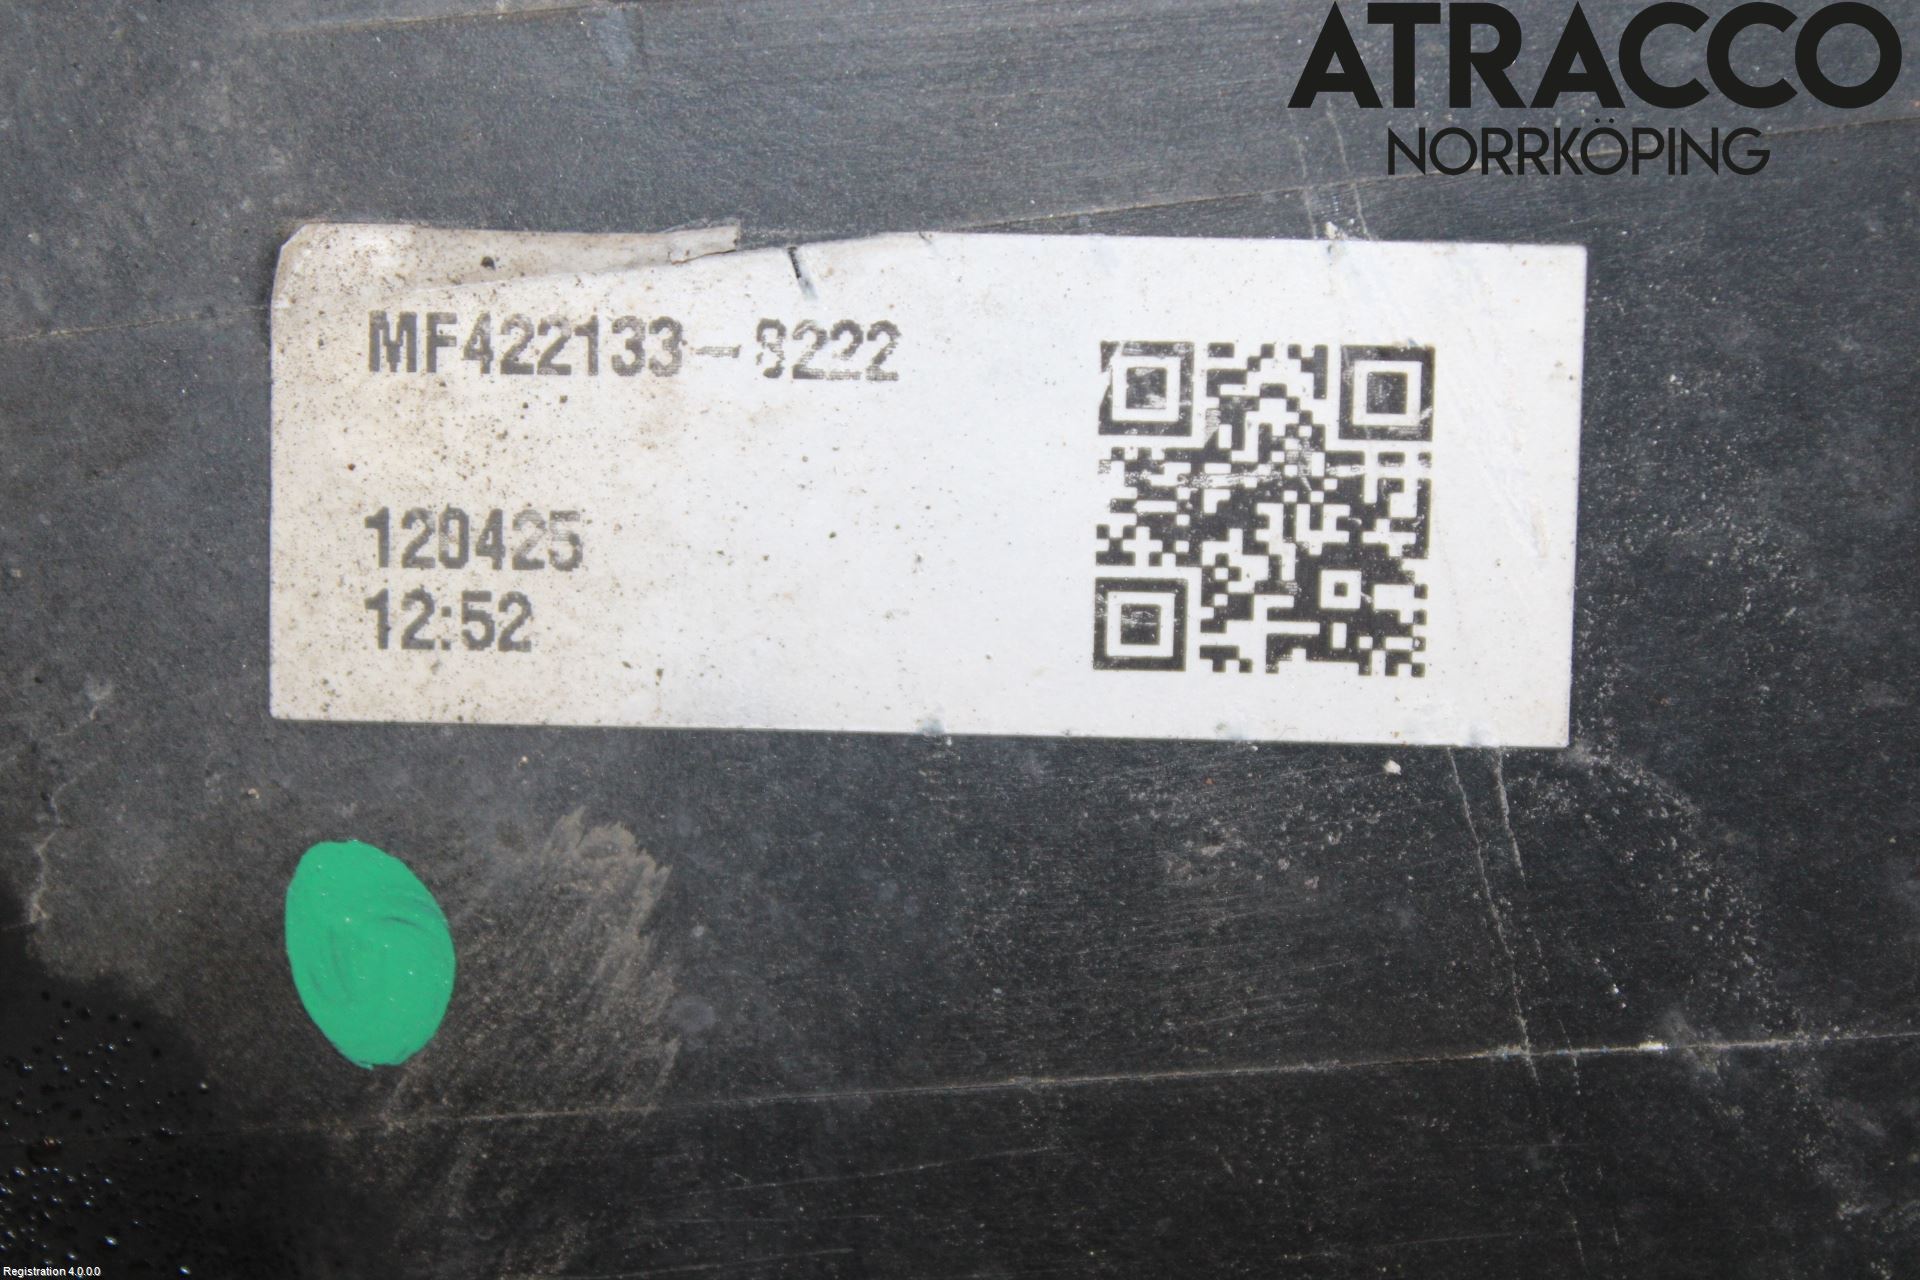 ATRACCO
NORRKÖPING
MF422133-8222
120425
12:52
Registration 4.0.0.0